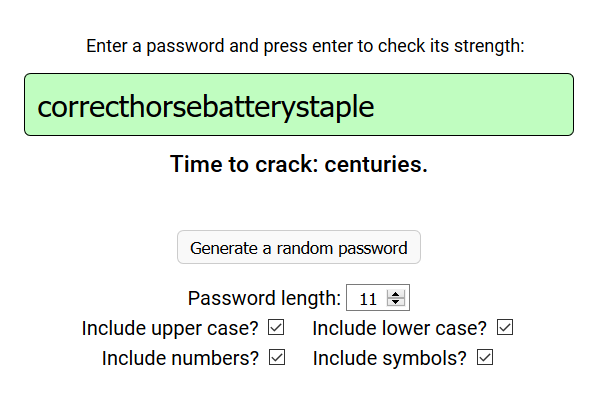 Enter a password and press enter to check its strength:
correcthorsebatterystaple
Time to crack: centuries.
Generate a random password
Password length: 11
Include upper case? Include lower case?
Include numbers? Include symbols?